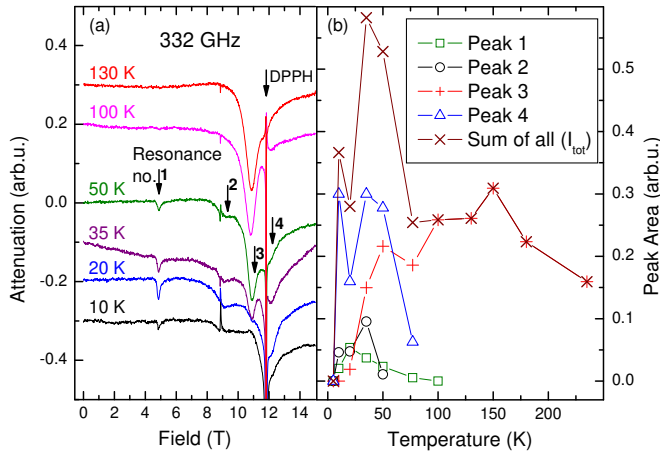 (a)
332 GHz
130 K
DPPH
100 K
Resonance
no. 1
2
50 K
4
3
35 K
20 K
10 K
0.4
0.2
0.0
-0.2
-0.4
Attenuation (arb.u.)
0 2 4 6 8 10 12 14
Field (T)
(b)
Peak 1
Peak 2
Peak 3
Peak 4
Sum of all (I_tot)
0.5
0.4
0.3
0.2
0.1
0.0
Peak Area (arb.u.)
0 50 100 150 200
Temperature (K)